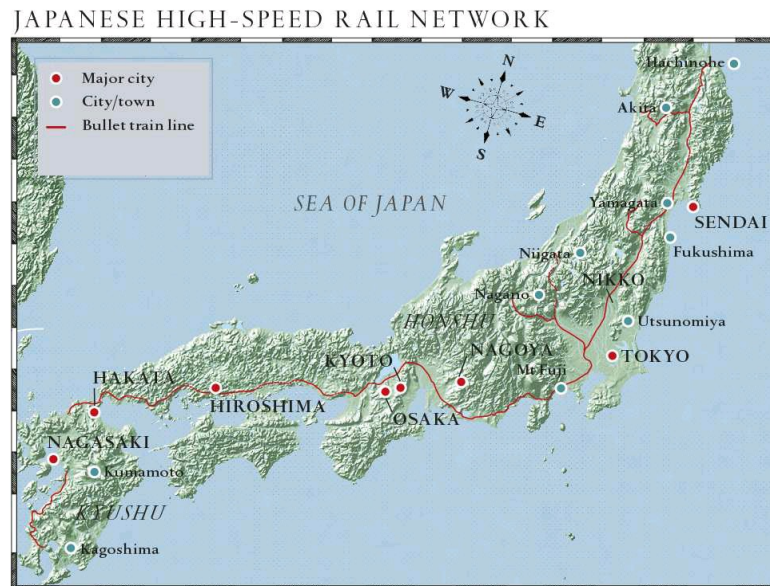 JAPANESE HIGH-SPEED RAIL NETWORK
Major city
City/town
Bullet train line
N
W
E
S
Hachinohe
Akita
SEA OF JAPAN
Yamagata
SENDAI
Fukushima
Niigata
NIKKO
Nagano
HONSHU
Utsunomiya
TOKYO
KYOTO
NAGOYA
Mt Fuji
HAKATA
HIROSHIMA
OSAKA
NAGASAKI
Kumamoto
KYUSHU
Kagoshima